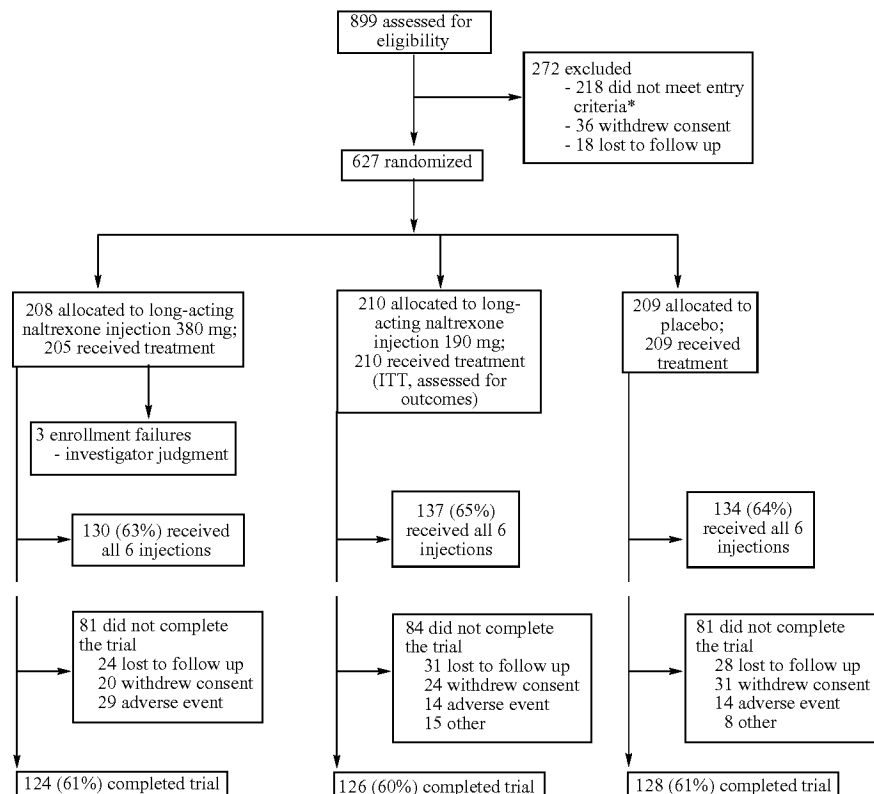 899 assessed for
eligibility
272 excluded
- 218 did not meet entry
criteria*
- 36 withdrew consent
- 18 lost to follow up
627 randomized
208 allocated to long-acting
naltrexone injection 380 mg;
205 received treatment
210 allocated to long-
acting naltrexone
injection 190 mg;
210 received treatment
(ITT, assessed for
outcomes)
209 allocated to
placebo;
209 received
treatment
3 enrollment failures
- investigator judgment
130 (63%) received
all 6 injections
137 (65%)
received all 6
injections
134 (64%)
received all 6
injections
81 did not complete
the trial
24 lost to follow up
20 withdrew consent
29 adverse event
84 did not complete
the trial
31 lost to follow up
24 withdrew consent
14 adverse event
15 other
81 did not complete
the trial
28 lost to follow up
31 withdrew consent
14 adverse event
8 other
124 (61%) completed trial
126 (60%) completed trial
128 (61%) completed trial